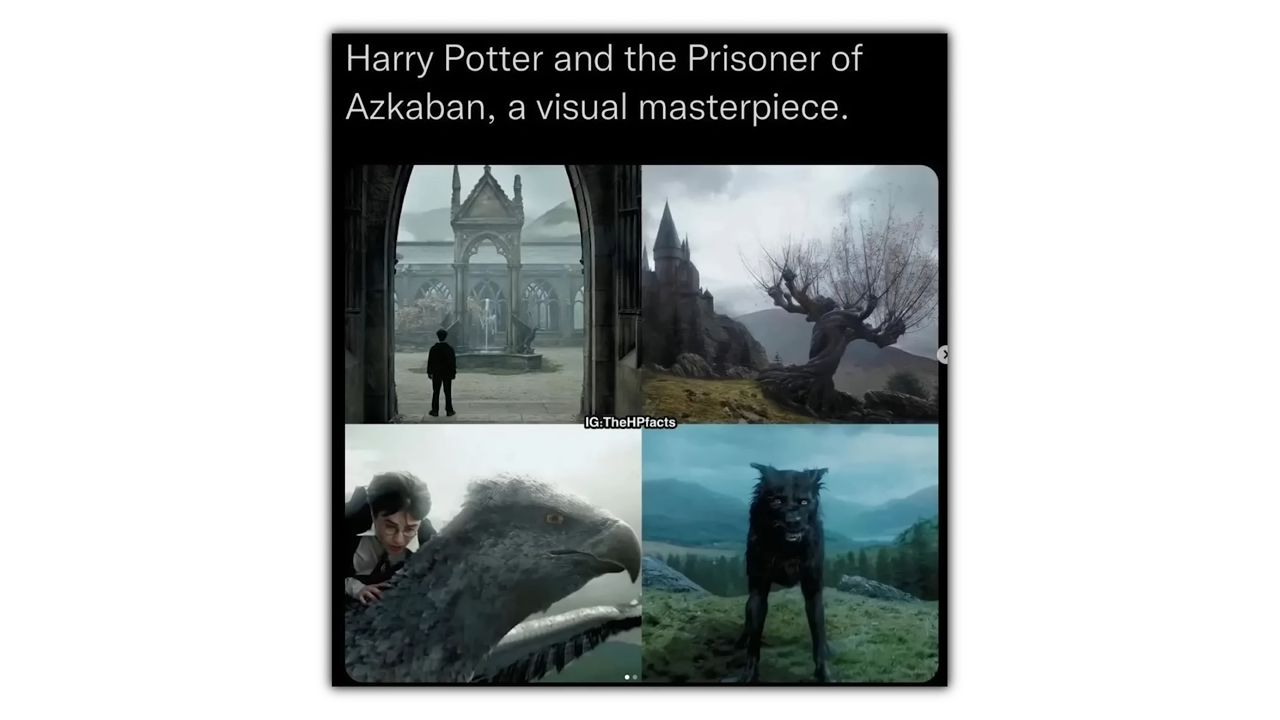 Harry Potter and the Prisoner of
Azkaban, a visual masterpiece.
IG:TheHPfacts